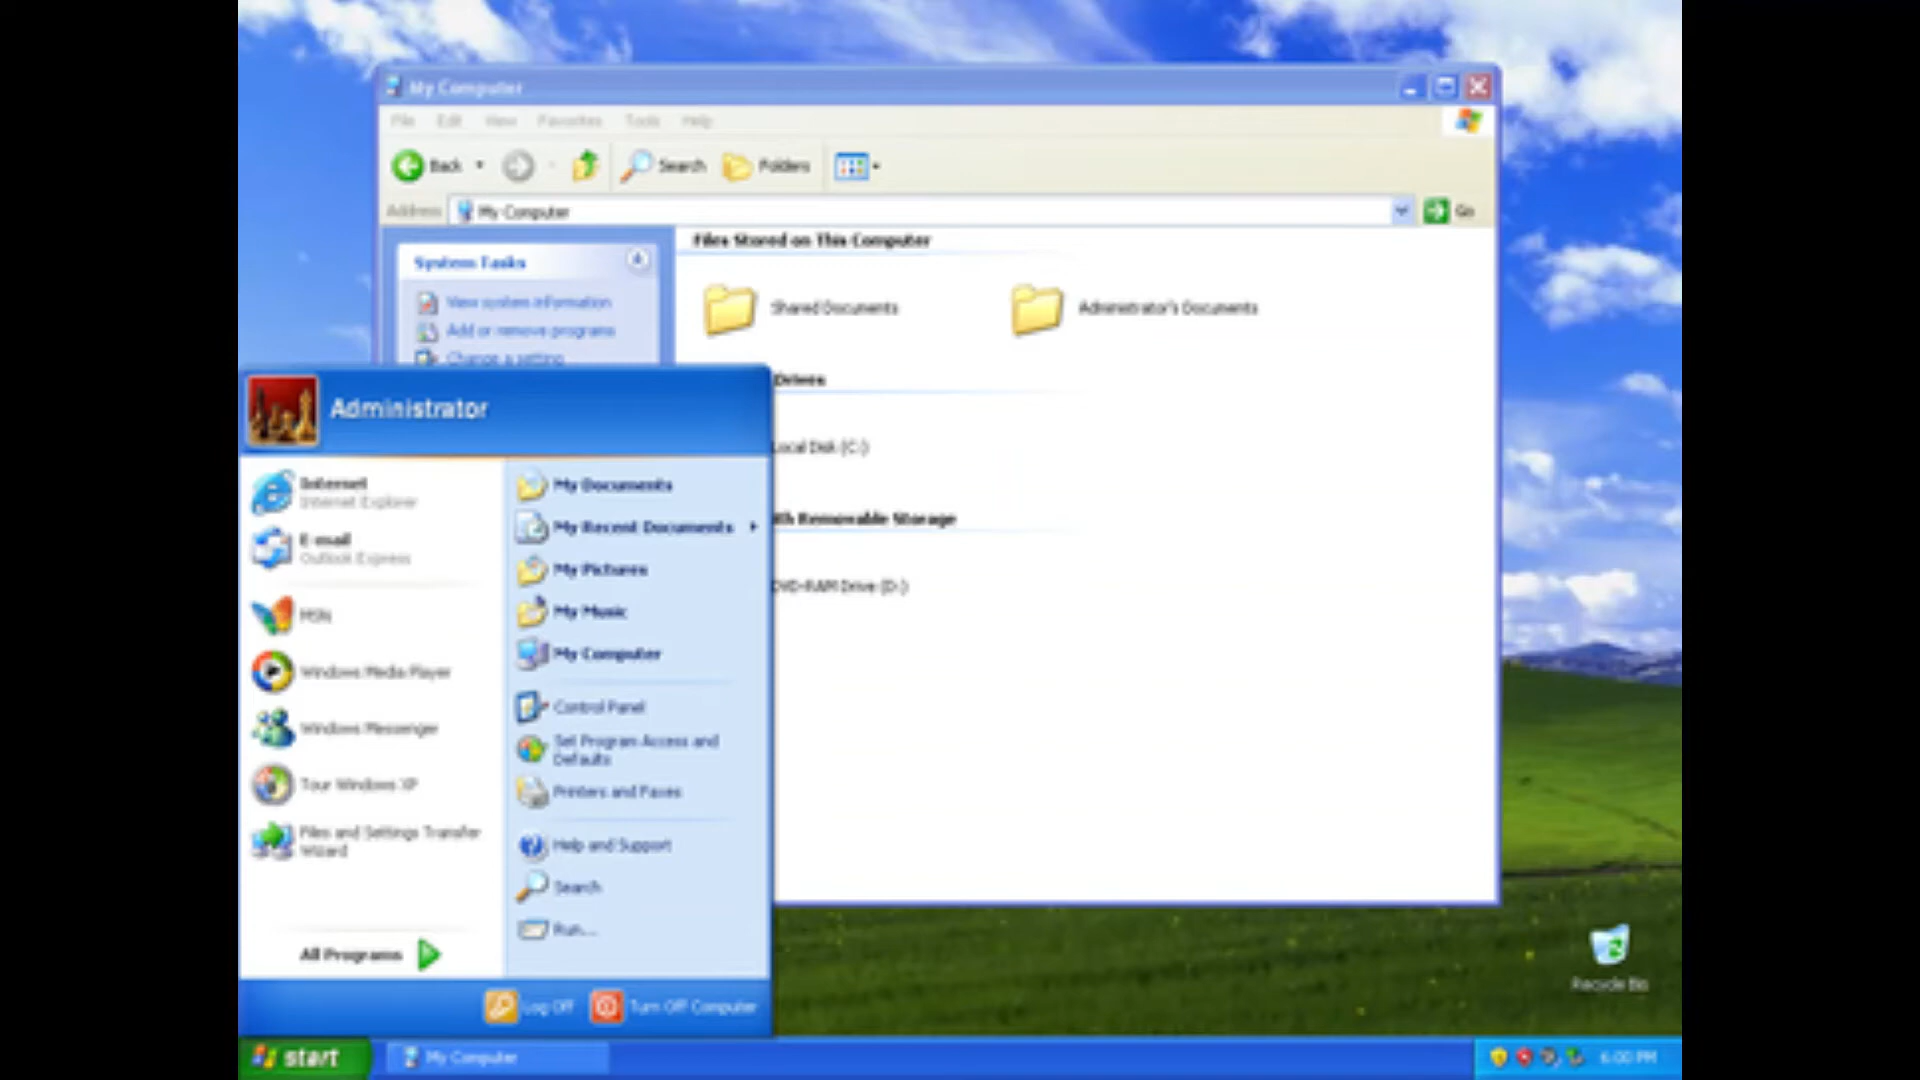 My Computer
File Edit View Favorites Tools Help
Back Search Folders
Address My Computer Go
Files Stored on This Computer
System Tasks
View system information
Add or remove programs
Change a setting
Shared Documents
Administrator's Documents
Drives
Local Disk (C:)
th Removable Storage
DVD-RAM Drive (D:)
Administrator
Internet
Internet Explorer
E-mail
Outlook Express
MSN
Windows Media Player
Windows Messenger
Tour Windows XP
Files and Settings Transfer
Wizard
All Programs
My Documents
My Recent Documents
My Pictures
My Music
My Computer
Control Panel
Set Program Access and
Defaults
Printers and Faxes
Help and Support
Search
Run...
Log Off Turn Off Computer
Recycle Bin
start
My Computer
6:00 PM